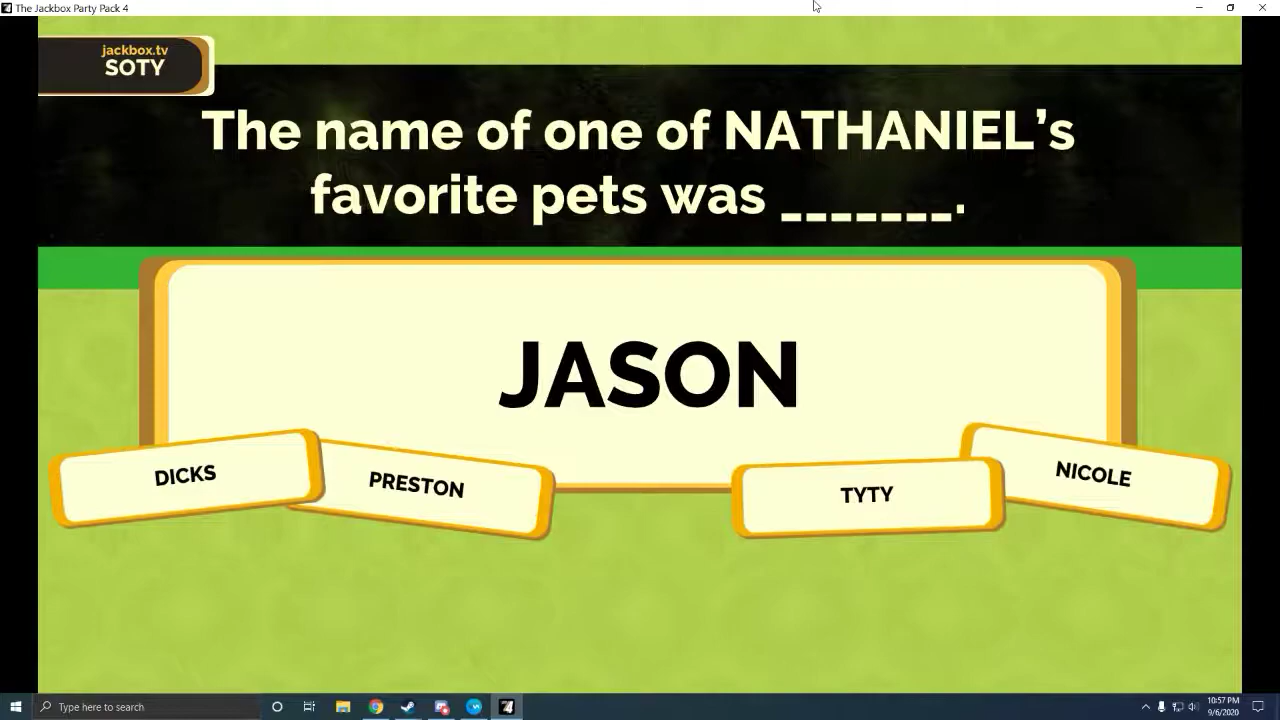 The Jackbox Party Pack 4
jackbox.tv
SOTY
The name of one of NATHANIEL’s
favorite pets was _______.
JASON
DICKS
PRESTON
TYTY
NICOLE
Type here to search
10:57 PM
9/6/2020